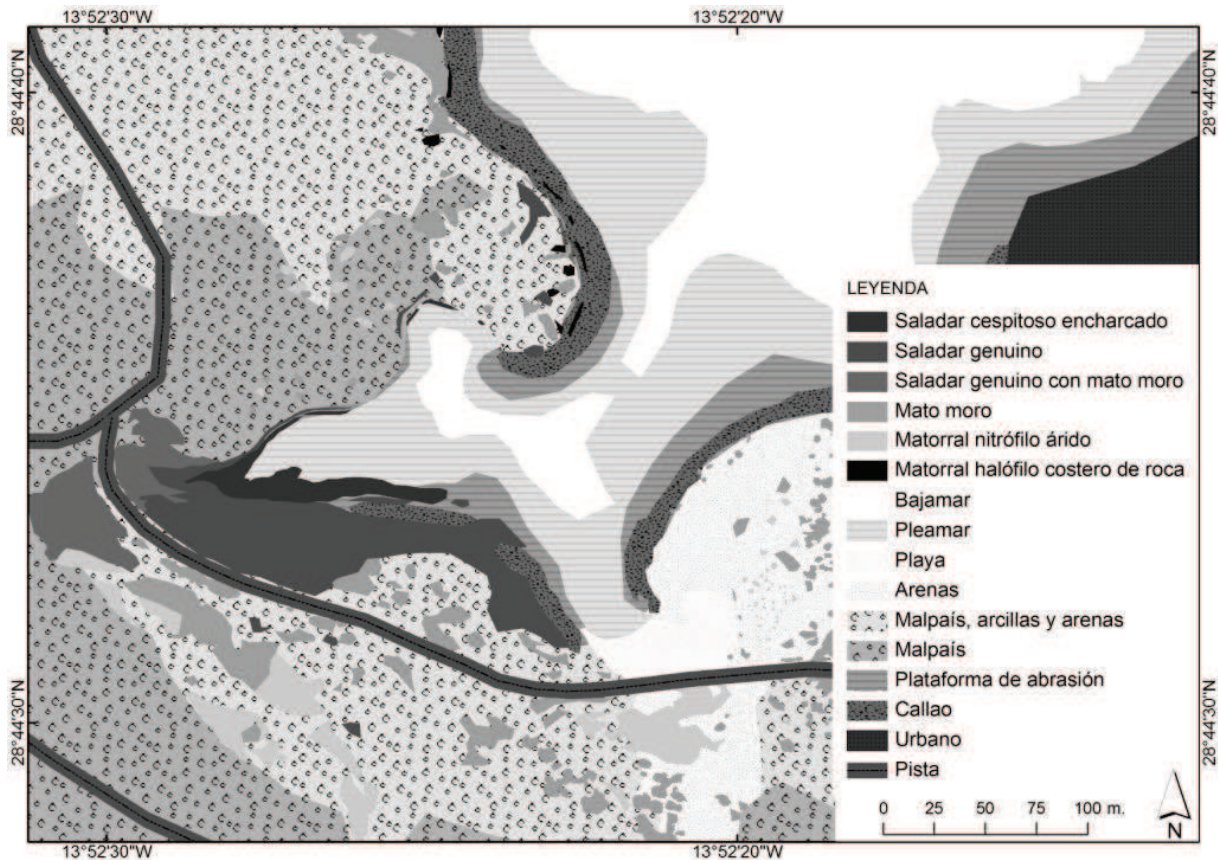 13°52'30"W
13°52'20"W
28°44'40"N
28°44'40"N
LEYENDA
Saladar cespitoso encharcado
Saladar genuino
Saladar genuino con mato moro
Mato moro
Matorral nitrófilo árido
Matorral halófilo costero de roca
Bajamar
Pleamar
Playa
Arenas
Malpaís, arcillas y arenas
Malpaís
Plataforma de abrasión
Callao
Urbano
Pista
28°44'30"N
28°44'30"N
0 25 50 75 100 m.
N
13°52'30"W
13°52'20"W